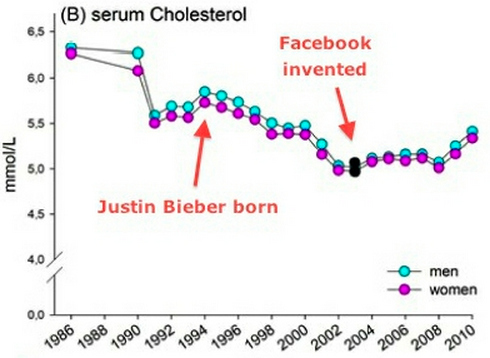 (B) serum Cholesterol
6,5
6,0
5,5
5,0
4,5
4,0
0,0
mmol/L
Facebook
invented
Justin Bieber born
men
women
1986
1988
1990
1992
1994
1996
1998
2000
2002
2004
2006
2008
2010